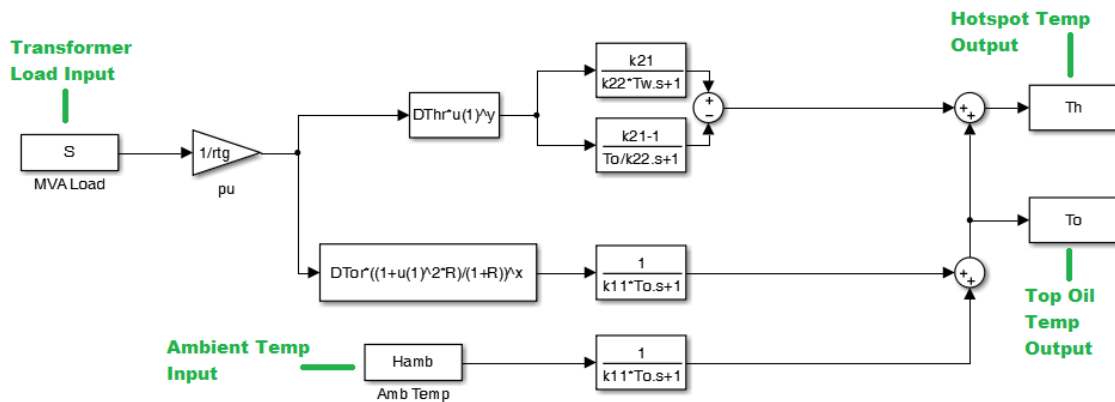 Transformer
Load Input
S
MVA Load
1/rtg
pu
DThr*u(1)^y
k21
k22*Tw.s+1
k21-1
To/k22.s+1
+
−
DTor*((1+u(1)^2*R)/(1+R))^x
1
k11*To.s+1
Ambient Temp
Input
Hamb
Amb Temp
1
k11*To.s+1
Hotspot Temp
Output
+
+
Th
To
+
+
Top Oil
Temp
Output